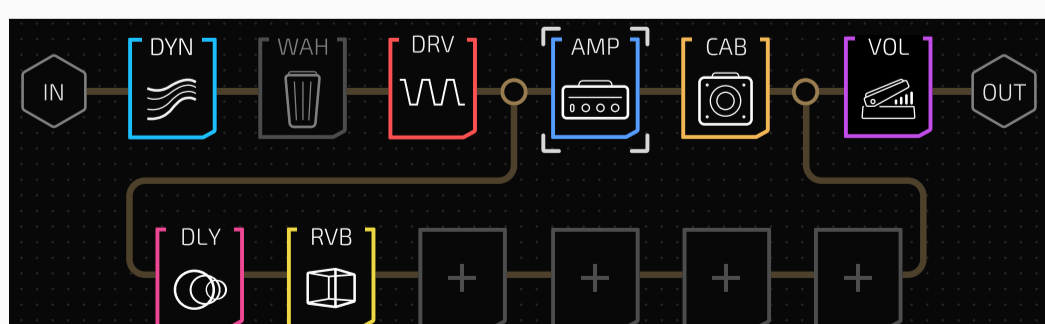 IN
DYN
WAH
DRV
AMP
CAB
VOL
OUT
DLY
RVB
+
+
+
+